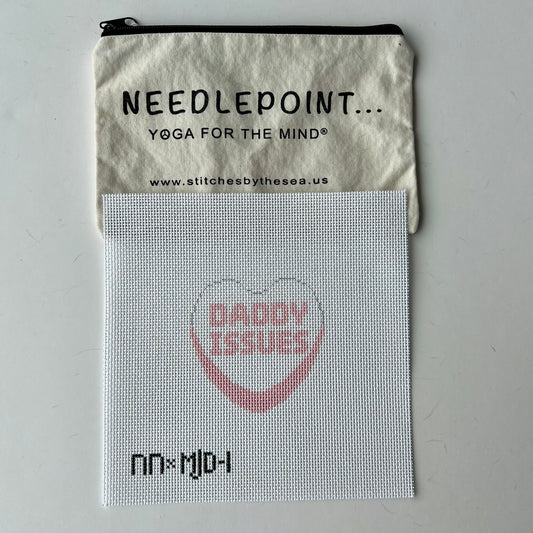 NEEDLEPOINT...
YOGA FOR THE MIND®
www.stitchesbythesea.us
DADDY
ISSUES
NN× MJD-1